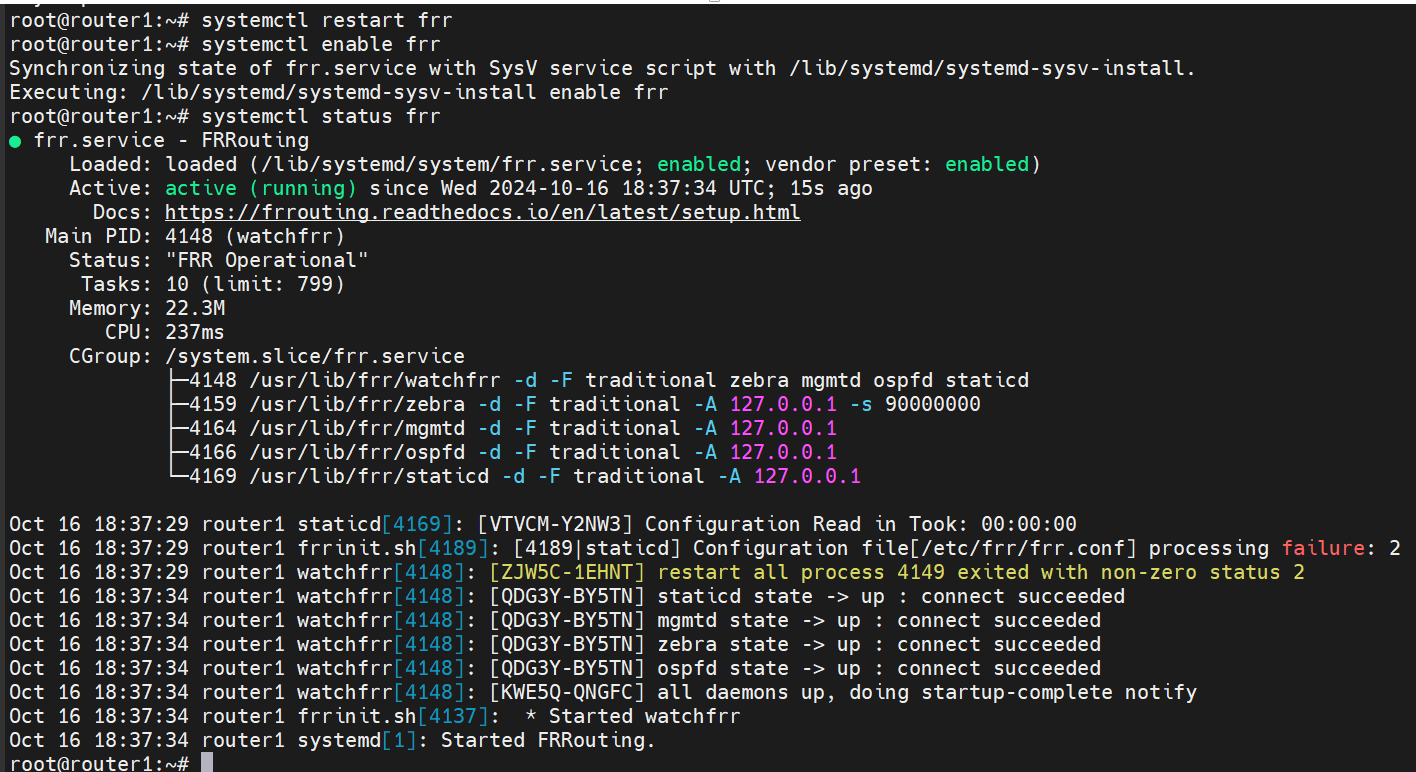 root@router1:~# systemctl restart frr
root@router1:~# systemctl enable frr
Synchronizing state of frr.service with SysV service script with /lib/systemd/systemd-sysv-install.
Executing: /lib/systemd/systemd-sysv-install enable frr
root@router1:~# systemctl status frr
● frr.service - FRRouting
     Loaded: loaded (/lib/systemd/system/frr.service; enabled; vendor preset: enabled)
     Active: active (running) since Wed 2024-10-16 18:37:34 UTC; 15s ago
       Docs: https://frrouting.readthedocs.io/en/latest/setup.html
   Main PID: 4148 (watchfrr)
     Status: "FRR Operational"
      Tasks: 10 (limit: 799)
     Memory: 22.3M
        CPU: 237ms
     CGroup: /system.slice/frr.service
             ├─4148 /usr/lib/frr/watchfrr -d -F traditional zebra mgmtd ospfd staticd
             ├─4159 /usr/lib/frr/zebra -d -F traditional -A 127.0.0.1 -s 90000000
             ├─4164 /usr/lib/frr/mgmtd -d -F traditional -A 127.0.0.1
             ├─4166 /usr/lib/frr/ospfd -d -F traditional -A 127.0.0.1
             └─4169 /usr/lib/frr/staticd -d -F traditional -A 127.0.0.1

Oct 16 18:37:29 router1 staticd[4169]: [VTVCM-Y2NW3] Configuration Read in Took: 00:00:00
Oct 16 18:37:29 router1 frrinit.sh[4189]: [4189|staticd] Configuration file[/etc/frr/frr.conf] processing failure: 2
Oct 16 18:37:29 router1 watchfrr[4148]: [ZJW5C-1EHNT] restart all process 4149 exited with non-zero status 2
Oct 16 18:37:34 router1 watchfrr[4148]: [QDG3Y-BY5TN] staticd state -> up : connect succeeded
Oct 16 18:37:34 router1 watchfrr[4148]: [QDG3Y-BY5TN] mgmtd state -> up : connect succeeded
Oct 16 18:37:34 router1 watchfrr[4148]: [QDG3Y-BY5TN] zebra state -> up : connect succeeded
Oct 16 18:37:34 router1 watchfrr[4148]: [QDG3Y-BY5TN] ospfd state -> up : connect succeeded
Oct 16 18:37:34 router1 watchfrr[4148]: [KWE5Q-QNGFC] all daemons up, doing startup-complete notify
Oct 16 18:37:34 router1 frrinit.sh[4137]:  * Started watchfrr
Oct 16 18:37:34 router1 systemd[1]: Started FRRouting.
root@router1:~#